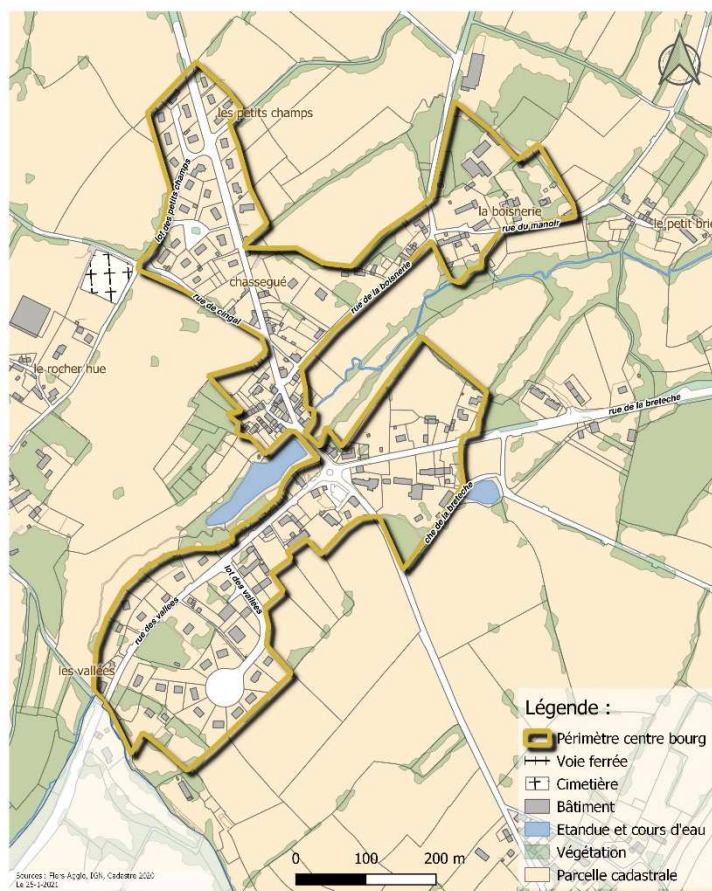 les petits champs
lot des petits champs
la boisnerie
rue du manoir
le petit brie
chassegué
rue de la boisnerie
rue de cingal
le rocher hue
rue de la breteche
che de la breteche
lot des vallees
rue des vallees
les vallées
Légende :
Périmètre centre bourg
Voie ferrée
Cimetière
Bâtiment
Etandue et cours d'eau
Végétation
Parcelle cadastrale
Sources : Flers Agglo, IGN, Cadastre 2020
Le 25-1-2021
0 100 200 m